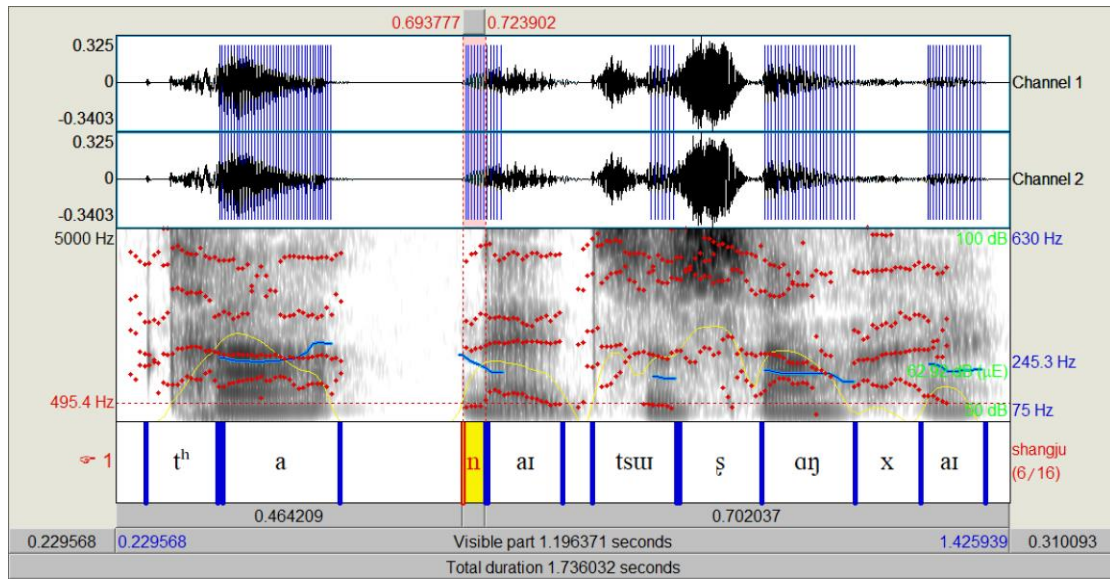 0.693777 0.723902
0.325
0
-0.3403
Channel 1
0.325
0
-0.3403
Channel 2
5000 Hz 100 dB 630 Hz
245.3 Hz
495.4 Hz 50 dB 75 Hz
☞ 1 tʰ a n aɪ tsɯ ʂ ɑŋ x aɪ shangju
(6/16)
0.464209 0.702037
0.229568 0.229568 Visible part 1.196371 seconds 1.425939 0.310093
Total duration 1.736032 seconds